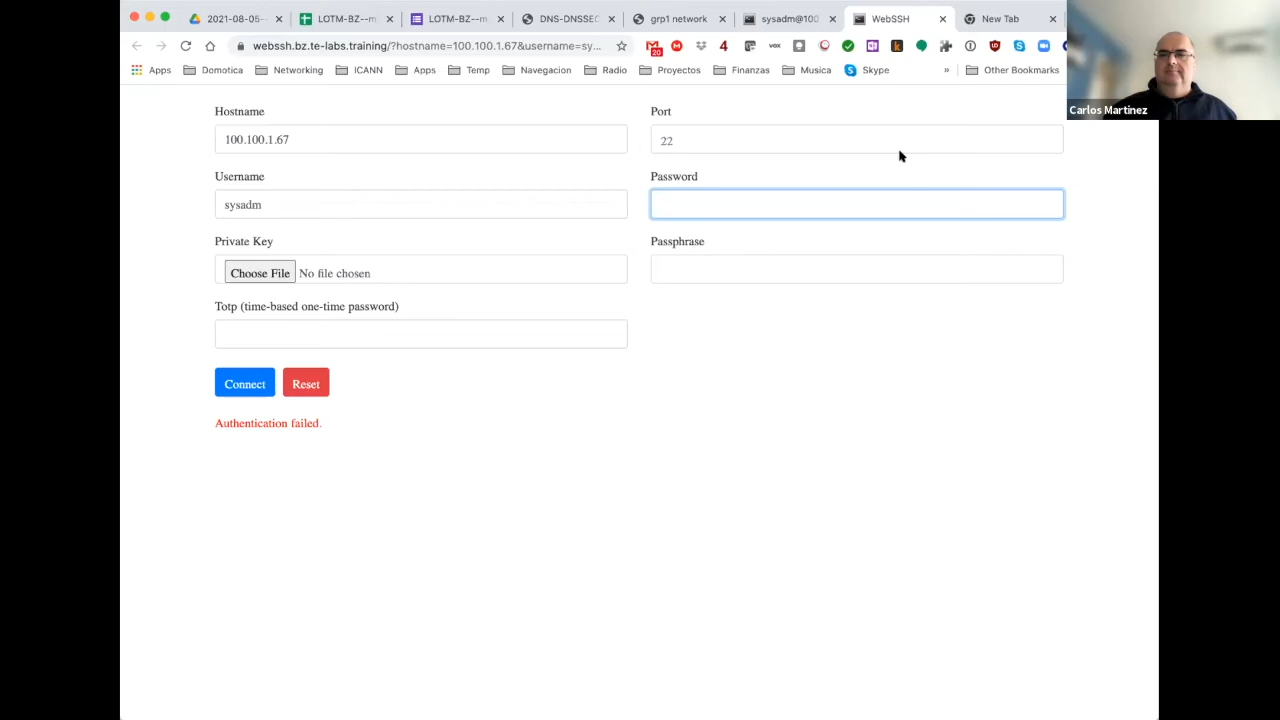 2021-08-05-- LOTM-BZ--m LOTM-BZ--m DNS-DNSSEC grp1 network sysadm@100 WebSSH New Tab
webssh.bz.te-labs.training/?hostname=100.100.1.67&username=sy... 20 4 vox
Apps Domotica Networking ICANN Apps Temp Navegacion Radio Proyectos Finanzas Musica Skype » Other Bookmarks
Carlos Martinez
Hostname Port
100.100.1.67 22
Username Password
sysadm
Private Key Passphrase
Choose File No file chosen
Totp (time-based one-time password)
Connect Reset
Authentication failed.